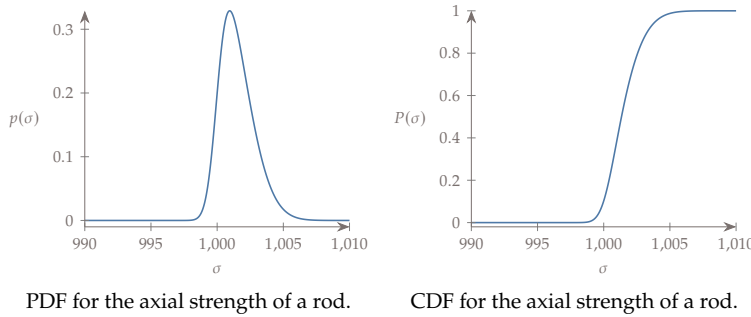 0.3
0.2
p(σ)
0.1
0
990 995 1,000 1,005 1,010
σ
PDF for the axial strength of a rod.
1
0.8
0.6
P(σ)
0.4
0.2
0
990 995 1,000 1,005 1,010
σ
CDF for the axial strength of a rod.